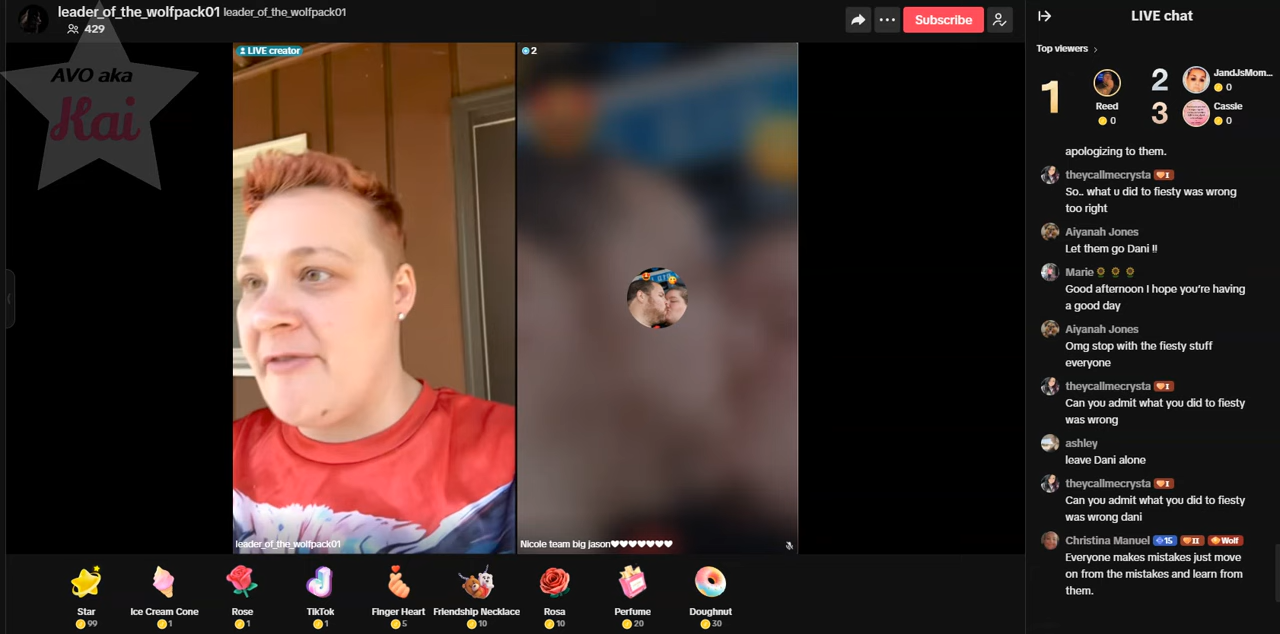 leader_of_the_wolfpack01 leader_of_the_wolfpack01
429
Subscribe
AVO aka
Kai
LIVE creator
2
leader_of_the_wolfpack01
Nicole team big jason♥♥♥♥♥♥♥
Star
99
Ice Cream Cone
1
Rose
1
TikTok
1
Finger Heart
5
Friendship Necklace
10
Rosa
10
Perfume
20
Doughnut
30
LIVE chat
Top viewers
1
Reed
0
2
JandJsMom...
0
3
Cassie
0
apologizing to them.
theycallmecrysta I
So.. what u did to fiesty was wrong
too right
Aiyanah Jones
Let them go Dani !!
Marie 🌻 🌻 🌻
Good afternoon I hope you're having
a good day
Aiyanah Jones
Omg stop with the fiesty stuff
everyone
theycallmecrysta I
Can you admit what you did to fiesty
was wrong
ashley
leave Dani alone
theycallmecrysta I
Can you admit what you did to fiesty
was wrong dani
Christina Manuel 15 II Wolf
Everyone makes mistakes just move
on from the mistakes and learn from
them.